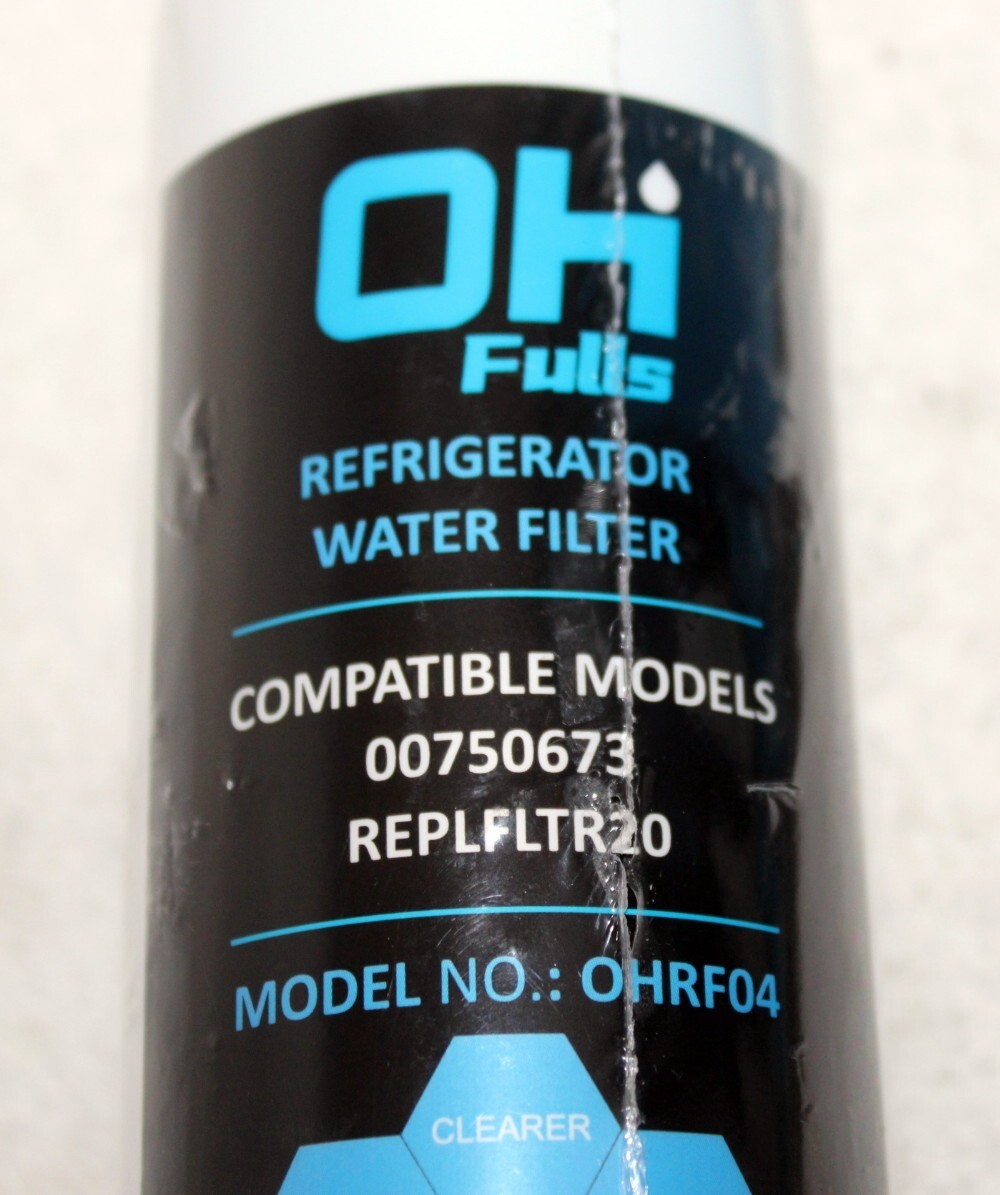 Oh
Fulls
REFRIGERATOR
WATER FILTER
COMPATIBLE MODELS
00750673
REPLFLTR20
MODEL NO.: OHRF04
CLEARER